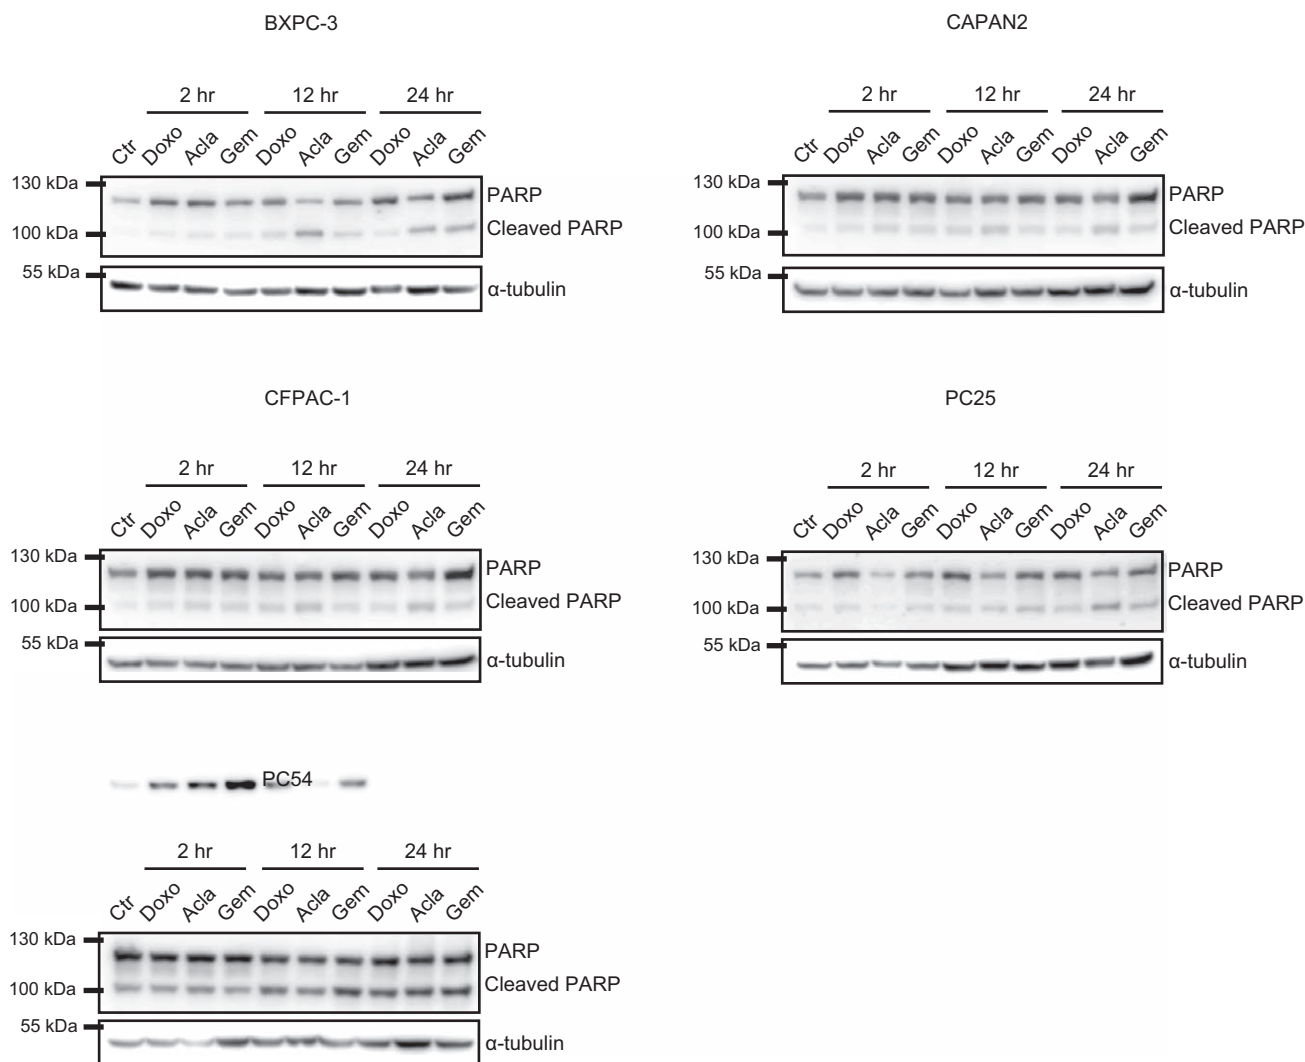 BXPC-3
2 hr 12 hr 24 hr
Ctr Doxo Acla Gem Doxo Acla Gem Doxo Acla Gem
130 kDa
PARP
100 kDa
Cleaved PARP
55 kDa
α-tubulin
CAPAN2
2 hr 12 hr 24 hr
Ctr Doxo Acla Gem Doxo Acla Gem Doxo Acla Gem
130 kDa
PARP
100 kDa
Cleaved PARP
55 kDa
α-tubulin
CFPAC-1
2 hr 12 hr 24 hr
Ctr Doxo Acla Gem Doxo Acla Gem Doxo Acla Gem
130 kDa
PARP
100 kDa
Cleaved PARP
55 kDa
α-tubulin
PC25
2 hr 12 hr 24 hr
Ctr Doxo Acla Gem Doxo Acla Gem Doxo Acla Gem
130 kDa
PARP
100 kDa
Cleaved PARP
55 kDa
α-tubulin
PC54
2 hr 12 hr 24 hr
Ctr Doxo Acla Gem Doxo Acla Gem Doxo Acla Gem
130 kDa
PARP
100 kDa
Cleaved PARP
55 kDa
α-tubulin